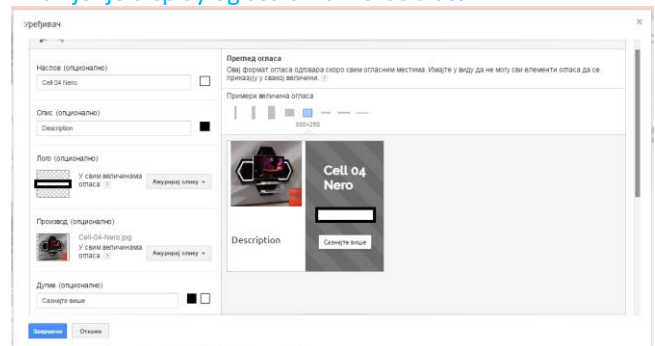 Уређивач
×
Наслов (опционално)
Cell 04 Nero
Опис (опционално)
Description
Лого (опционално)
У свим величинама
огласа ?
Ажурирај слику
Производ (опционално)
Cell-04-Nero.jpg
У свим величинама
огласа ?
Ажурирај слику
Дугме (опционално)
Сазнајте више
Завршено
Откажи
Преглед огласа
Овај формат огласа одговара скоро свим огласним местима. Имајте у виду да не могу сви елементи огласа да се
приказују у свакој величини. ?
Примери величина огласа
300×250
Cell 04
Nero
Description
Сазнајте више